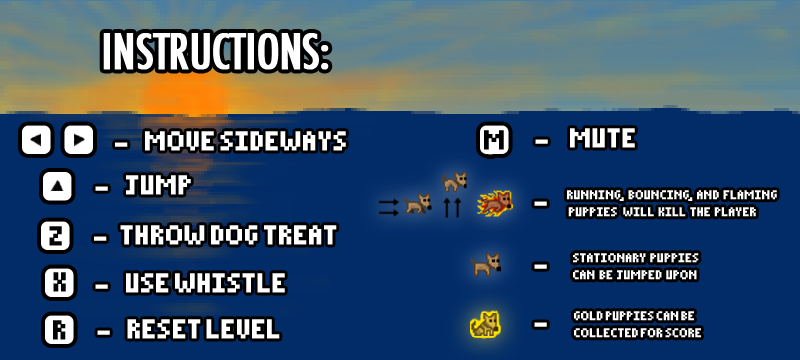 INSTRUCTIONS:
- MOVE SIDEWAYS
- JUMP
Z - THROW DOG TREAT
X - USE WHISTLE
R - RESET LEVEL
M - MUTE
- RUNNING, BOUNCING, AND FLAMING
PUPPIES WILL KILL THE PLAYER
- STATIONARY PUPPIES
CAN BE JUMPED UPON
- GOLD PUPPIES CAN BE
COLLECTED FOR SCORE